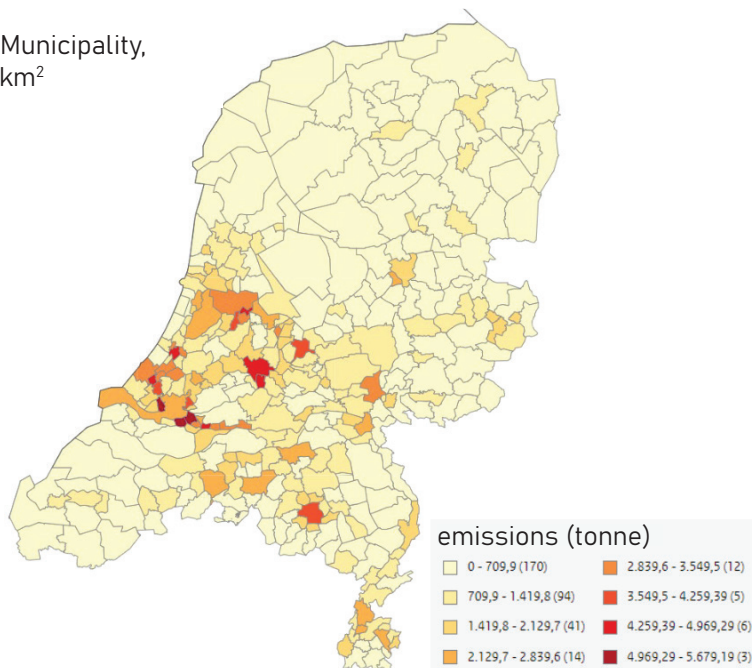 Municipality,
km²
emissions (tonne)
0 - 709,9 (170)
709,9 - 1.419,8 (94)
1.419,8 - 2.129,7 (41)
2.129,7 - 2.839,6 (14)
2.839,6 - 3.549,5 (12)
3.549,5 - 4.259,39 (5)
4.259,39 - 4.969,29 (6)
4.969,29 - 5.679,19 (3)